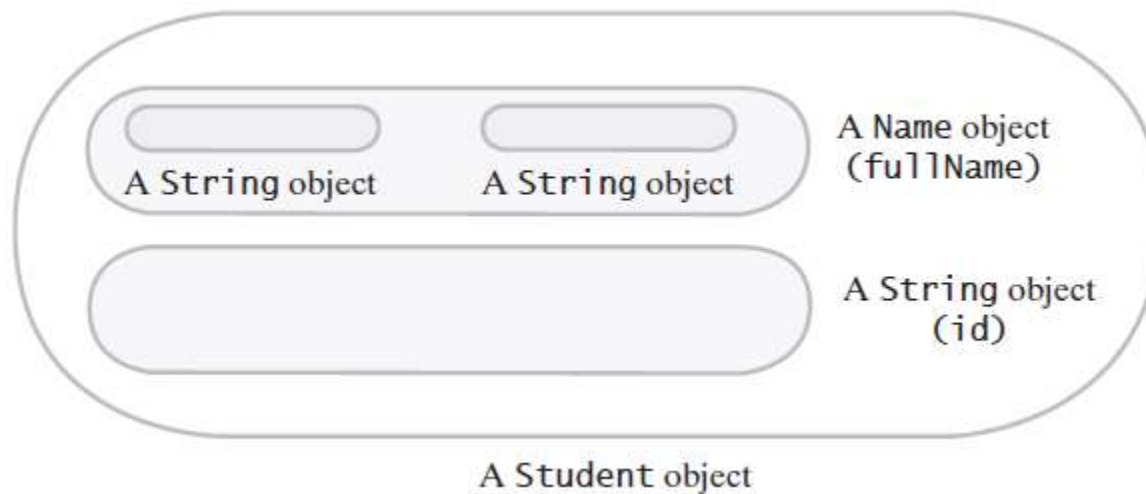 A String object
A String object
A Name object
(fullName)
A String object
(id)
A Student object